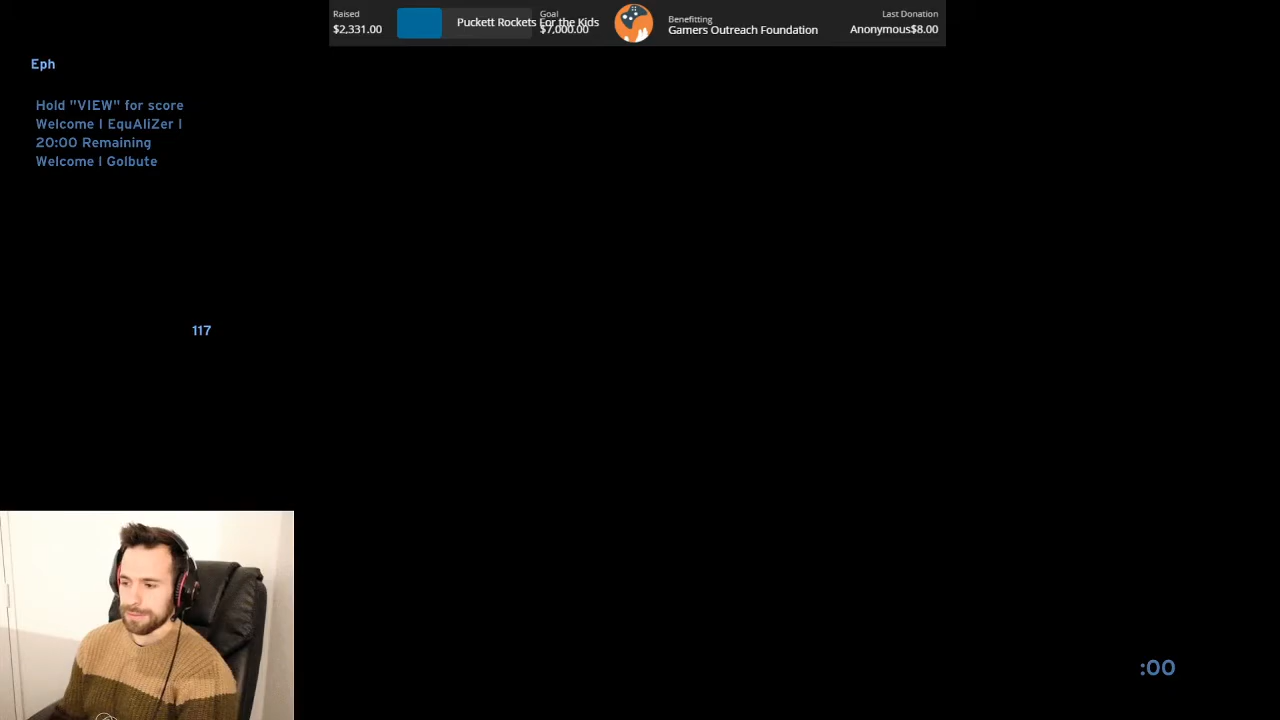 Raised
$2,331.00
Puckett Rockets For the Kids
Goal
$7,000.00
Benefitting
Gamers Outreach Foundation
Last Donation
Anonymous$8.00
Eph
Hold "VIEW" for score
Welcome I EquAliZer I
20:00 Remaining
Welcome I Golbute
117
:00